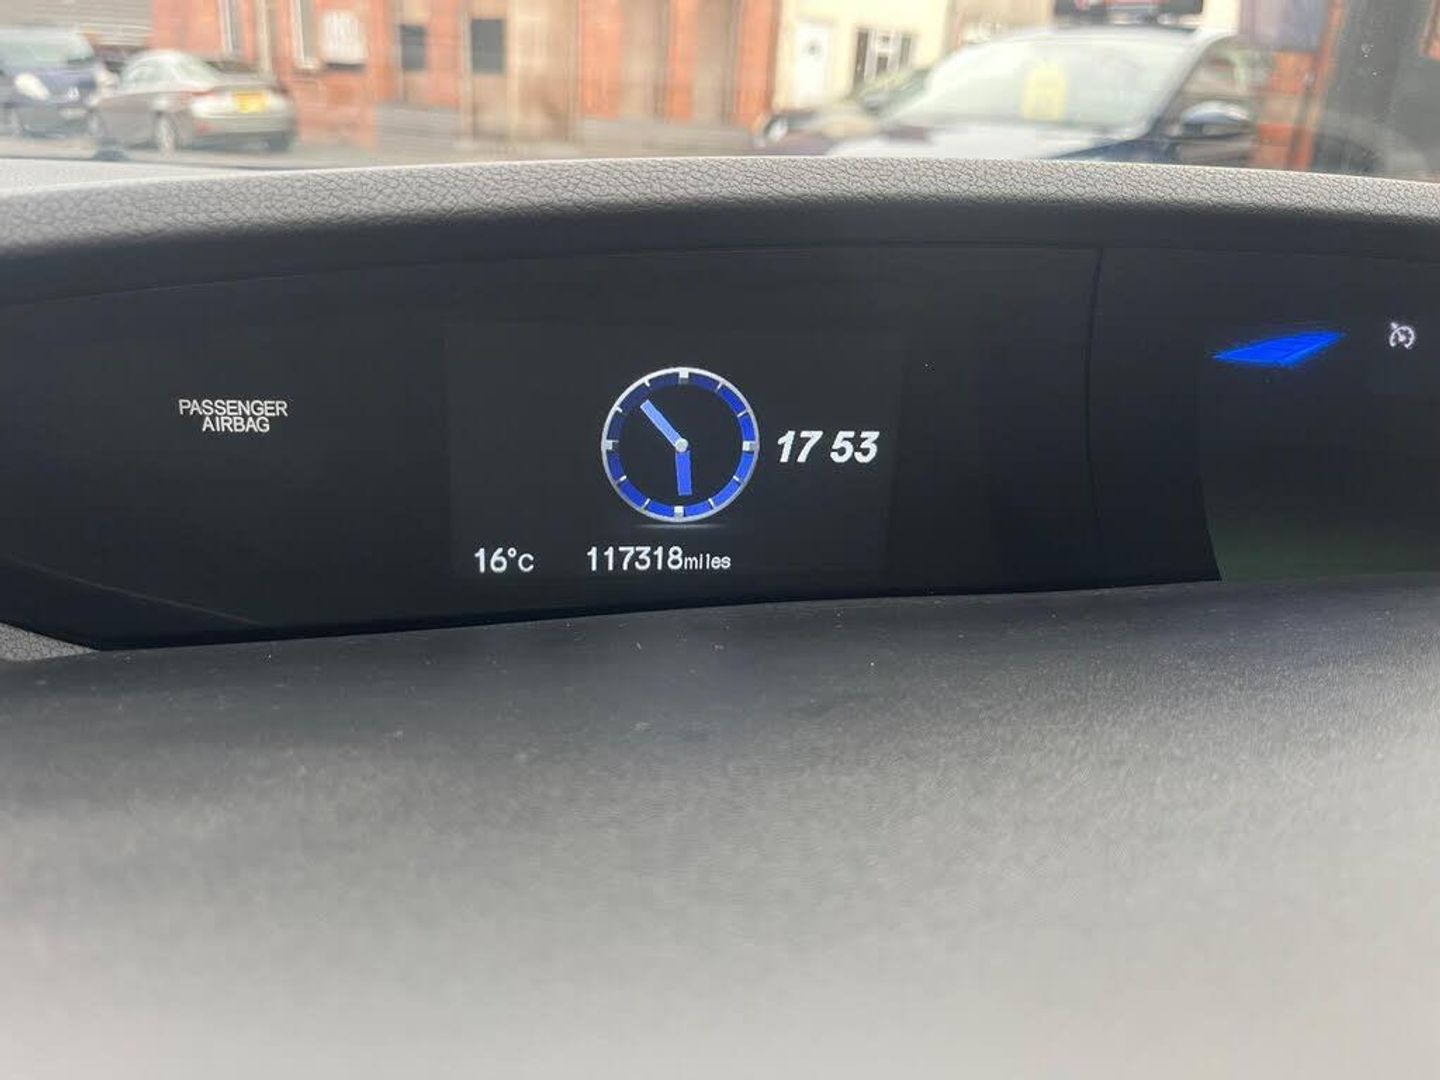 PASSENGER
AIRBAG
17 53
16°C
117318miles